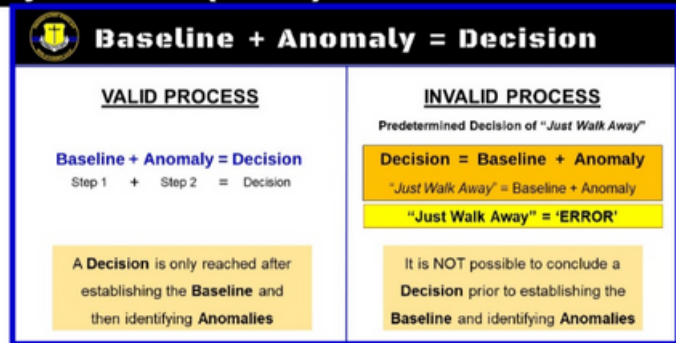 Baseline + Anomaly = Decision
VALID PROCESS
Baseline + Anomaly = Decision
Step 1 + Step 2 = Decision
A Decision is only reached after
establishing the Baseline and
then identifying Anomalies
INVALID PROCESS
Predetermined Decision of “Just Walk Away”
Decision = Baseline + Anomaly
“Just Walk Away” = Baseline + Anomaly
“Just Walk Away” = ‘ERROR’
It is NOT possible to conclude a
Decision prior to establishing the
Baseline and identifying Anomalies